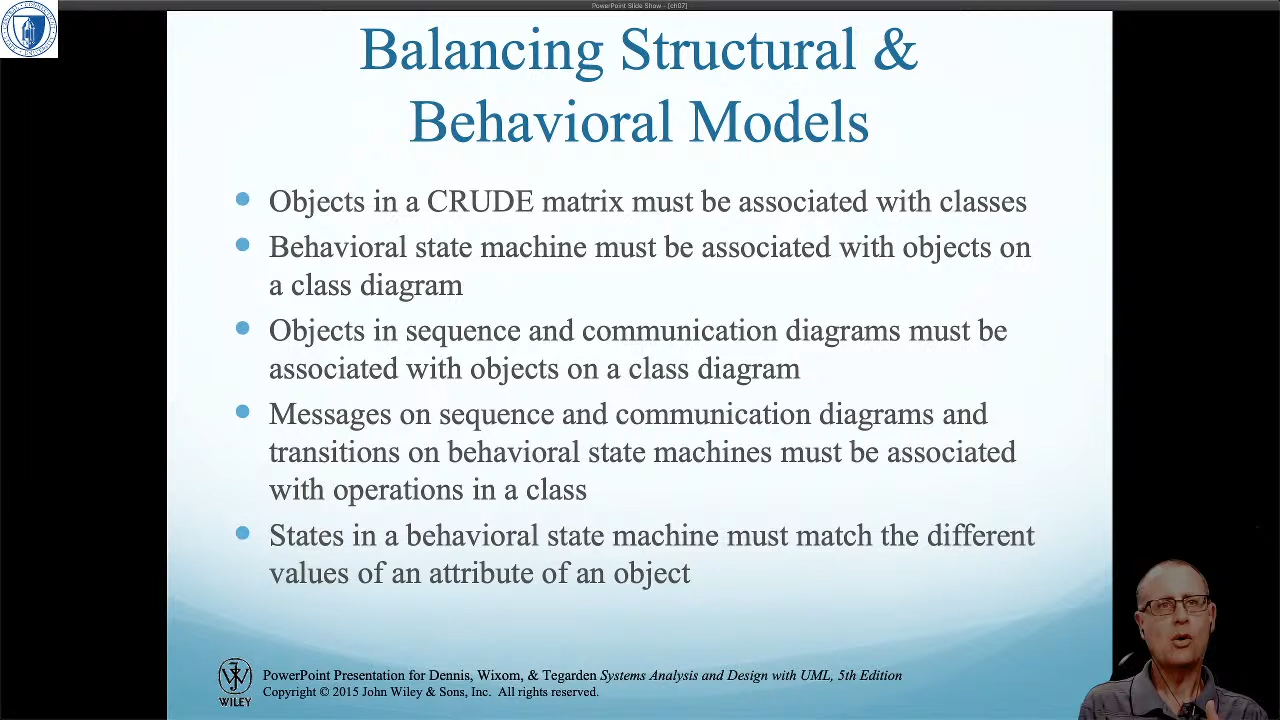 PowerPoint Slide Show - [ch07]
Balancing Structural &
Behavioral Models
Objects in a CRUDE matrix must be associated with classes
Behavioral state machine must be associated with objects on
a class diagram
Objects in sequence and communication diagrams must be
associated with objects on a class diagram
Messages on sequence and communication diagrams and
transitions on behavioral state machines must be associated
with operations in a class
States in a behavioral state machine must match the different
values of an attribute of an object
PowerPoint Presentation for Dennis, Wixom, & Tegarden Systems Analysis and Design with UML, 5th Edition
Copyright © 2015 John Wiley & Sons, Inc. All rights reserved.
WILEY